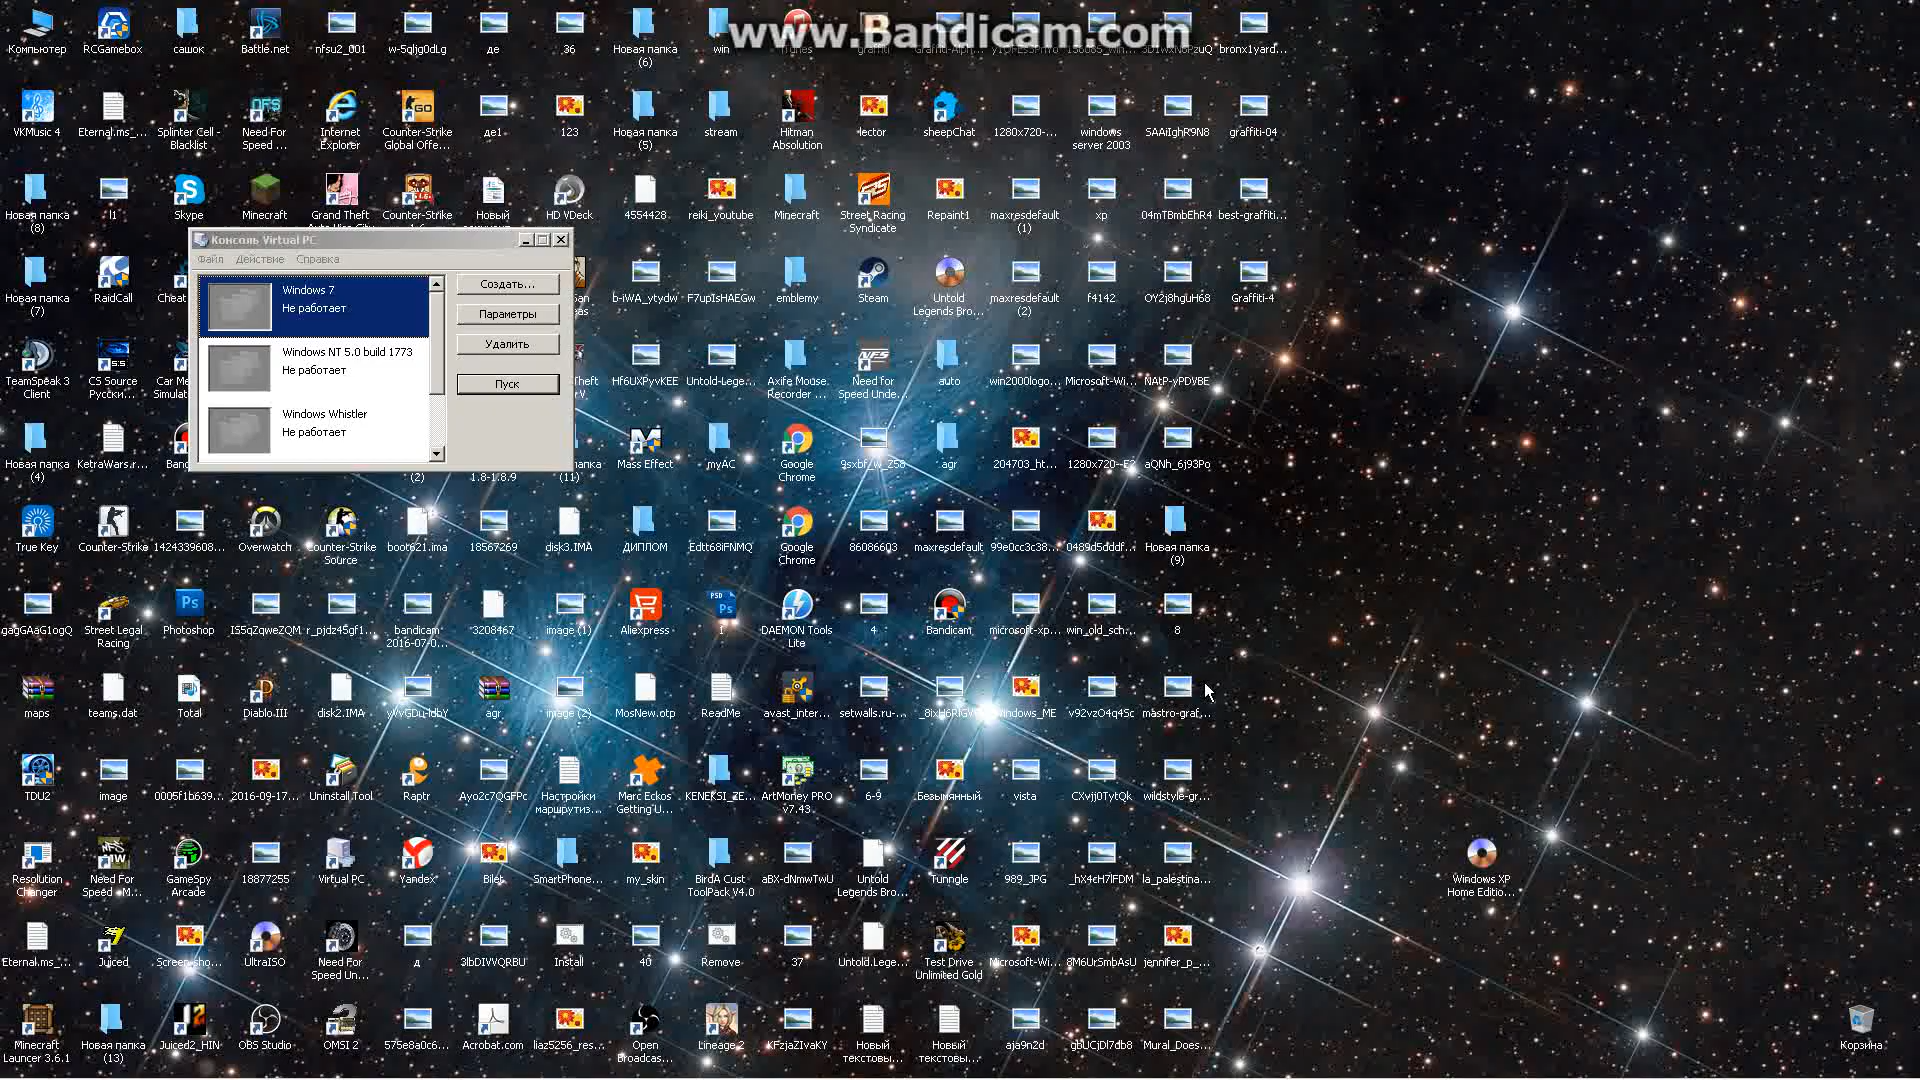 www.Bandicam.com
Компьютер
RCGamebox
сашок
Battle.net
nfsu2_001
w-5qljg0dLg
де
36
Новая папка
(6)
win
iTunes
graffiti
bronx1yard...
VKMusic 4
Eternal.ms_...
Splinter Cell -
Blacklist
Need For
Speed ...
Internet
Explorer
Counter-Strike
Global Offe...
де1
123
Новая папка
(5)
stream
Hitman
Absolution
lector
sheepChat
1280x720-...
windows
server 2003
SAAiIghR9N8
graffiti-04
Новая папка
(8)
l1
Skype
Minecraft
Grand Theft
Counter-Strike
Новый
HD VDeck
4554428
reiki_youtube
Minecraft
Street Racing
Syndicate
Repaint1
maxresdefault
(1)
xp
04mTBmbEhR4
best-graffiti...
Консоль Virtual PC
Файл
Действие
Справка
Windows 7
Не работает
Windows NT 5.0 build 1773
Не работает
Windows Whistler
Не работает
Создать...
Параметры
Удалить
Пуск
Новая папка
(7)
RaidCall
Cheat
b-iWA_ytydw
F7upIsHAEGw
emblemy
Steam
Untold
Legends Bro...
maxresdefault
(2)
f4142
OY2j8hguH68
Graffiti-4
TeamSpeak 3
Client
CS Source
Русски...
Car Me
Simulat
Theft
V
Hf6UXPyvKEE
Untold-Lege...
Axife Mouse
Recorder ...
Need for
Speed Unde...
auto
win2000logo...
Microsoft-Wi...
NAtP-yPDVBE
Новая папка
(4)
KetraWars.r...
(2)
1.8-1.8.9
папка
(11)
Mass Effect
myAC
Google
Chrome
9sxbf_w_Z58
agr
204703_ht...
1280x720--E2
aQNh_6j93Po
True Key
Counter-Strike
1424339608...
Overwatch
Counter-Strike
Source
boot621.ima
18567269
disk3.IMA
ДИПЛОМ
Edtt68iFNMQ
Google
Chrome
86086603
maxresdefault
99e0cc3c38...
0489d5dddf...
Новая папка
(9)
gagGAaG1ogQ
Street Legal
Racing
Photoshop
IS5qZqweZQM
r_pjdz45gf1...
bandicam
2016-07-0...
3208467
image (1)
Aliexpress
1
DAEMON Tools
Lite
4
Bandicam
microsoft-xp...
win_old_sch...
8
maps
teams.dat
Total
Diablo III
disk2.IMA
yVvGDu-ldbY
agr
image (2)
MosNew.otp
ReadMe
avast_inter...
setwalls.ru-...
Windows_ME
v92vzO4q4Sc
mastro-graf...
TDU2
image
0005f1b639...
2016-09-17...
Uninstall Tool
Raptr
Ayo2c7QGFPc
Настройки
маршрутиз...
Marc Eckos
Getting U...
KENEKSI_ZE...
ArtMoney PRO
v7.43
6-9
Безымянный
vista
CXvjj0TytQk
wildstyle-gr...
Resolution
Changer
Need For
Speed - M...
GameSpy
Arcade
18877255
Virtual PC
Yandex
Bilet
SmartPhone...
my_skin
BirdA Cust
ToolPack V4.0
aBX-dNmwTwU
Untold
Legends Bro...
Tunngle
989_JPG
_hX4cH7lFDM
la_palestina...
Windows XP
Home Editio...
Eternal.ms_...
Juiced
Screen-sho...
UltraISO
Need For
Speed Un...
д
3lbDIVVQRBU
Install
40
Remove
37
Untold.Lege...
Test Drive
Unlimited Gold
Microsoft-Wi...
8M6UrSmbAsU
jennifer_p_...
Minecraft
Launcer 3.6.1
Новая папка
(13)
Juiced2_HIN
OBS Studio
OMSI 2
575e8a0c6...
Acrobat.com
liaz5256_res...
Open
Broadcas...
Lineage 2
KFzjaZIvaKY
Новый
текстовы...
Новый
текстовы...
aja9n2d
gbUCjDl7db8
Mural_Does...
Корзина